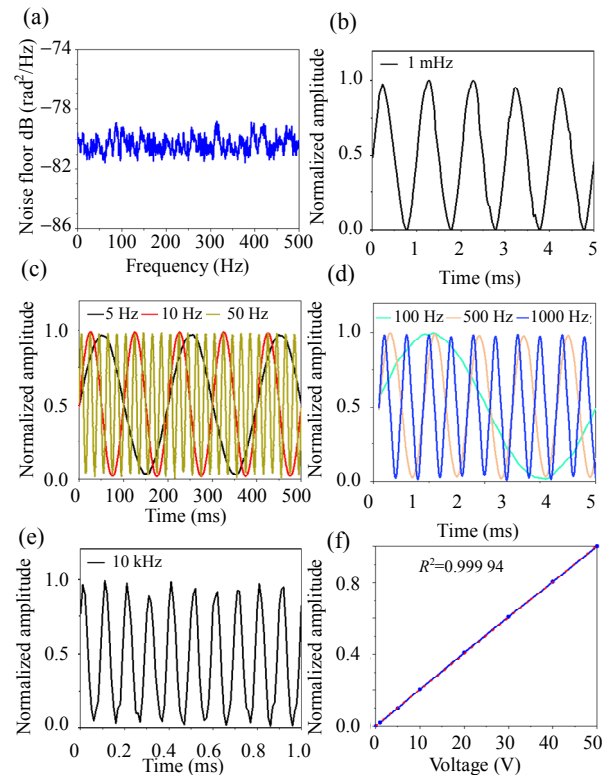 (a)
−74
−78
−82
−86
Noise floor dB (rad²/Hz)
0 100 200 300 400 500
Frequency (Hz)
(b)
1 mHz
1.0
0.5
0.0
Normalized amplitude
0 1 2 3 4 5
Time (ms)
(c)
5 Hz 10 Hz 50 Hz
1.0
0.5
0.0
Normalized amplitude
0 100 200 300 400 500
Time (ms)
(d)
100 Hz 500 Hz 1000 Hz
1.0
0.5
0.0
Normalized amplitude
0 1 2 3 4 5
Time (ms)
(e)
10 kHz
1.0
0.5
0.0
Normalized amplitude
0 0.2 0.4 0.6 0.8 1.0
Time (ms)
(f)
R²=0.999 94
0.8
0.4
0.0
Normalized amplitude
0 10 20 30 40 50
Voltage (V)